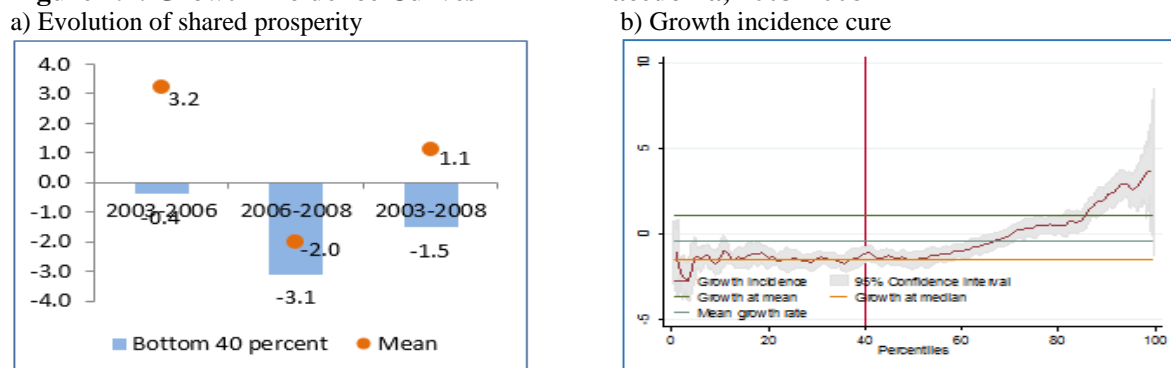 a) Evolution of shared prosperity
b) Growth incidence cure
4.0
3.0
2.0
1.0
0.0
-1.0
-2.0
-3.0
-4.0
3.2
1.1
2003-2006 2006-2008 2003-2008
-0.4
-2.0
-1.5
-3.1
Bottom 40 percent Mean
10
5
0
-5
Growth incidence 95% Confidence interval
Growth at mean Growth at median
Mean growth rate
0 20 40 60 80 100
Percentiles